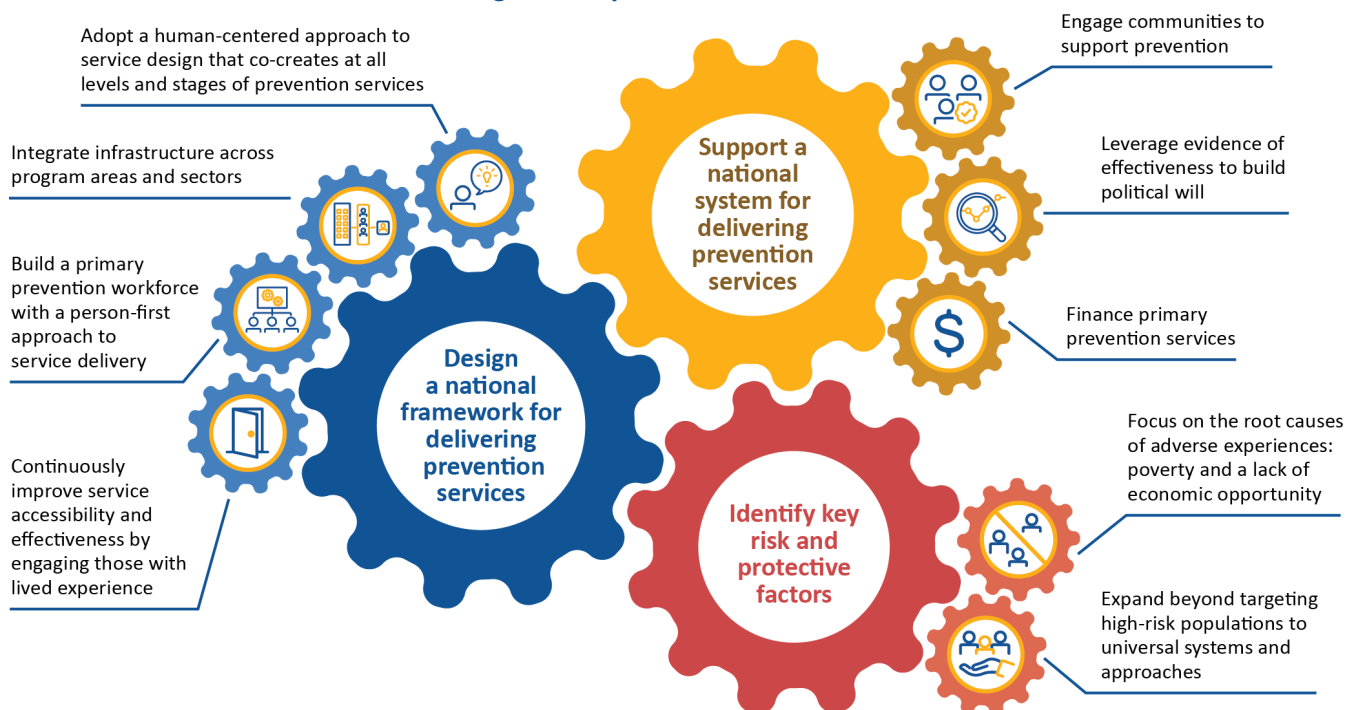 Adopt a human-centered approach to
service design that co-creates at all
levels and stages of prevention services
Integrate infrastructure across
program areas and sectors
Build a primary
prevention workforce
with a person-first
approach to
service delivery
Continuously
improve service
accessibility and
effectiveness by
engaging those with
lived experience
Design
a national
framework for
delivering
prevention
services
Support a
national
system for
delivering
prevention
services
Engage communities to
support prevention
Leverage evidence of
effectiveness to build
political will
$
Finance primary
prevention services
Identify key
risk and
protective
factors
Focus on the root causes
of adverse experiences:
poverty and a lack of
economic opportunity
Expand beyond targeting
high-risk populations to
universal systems and
approaches